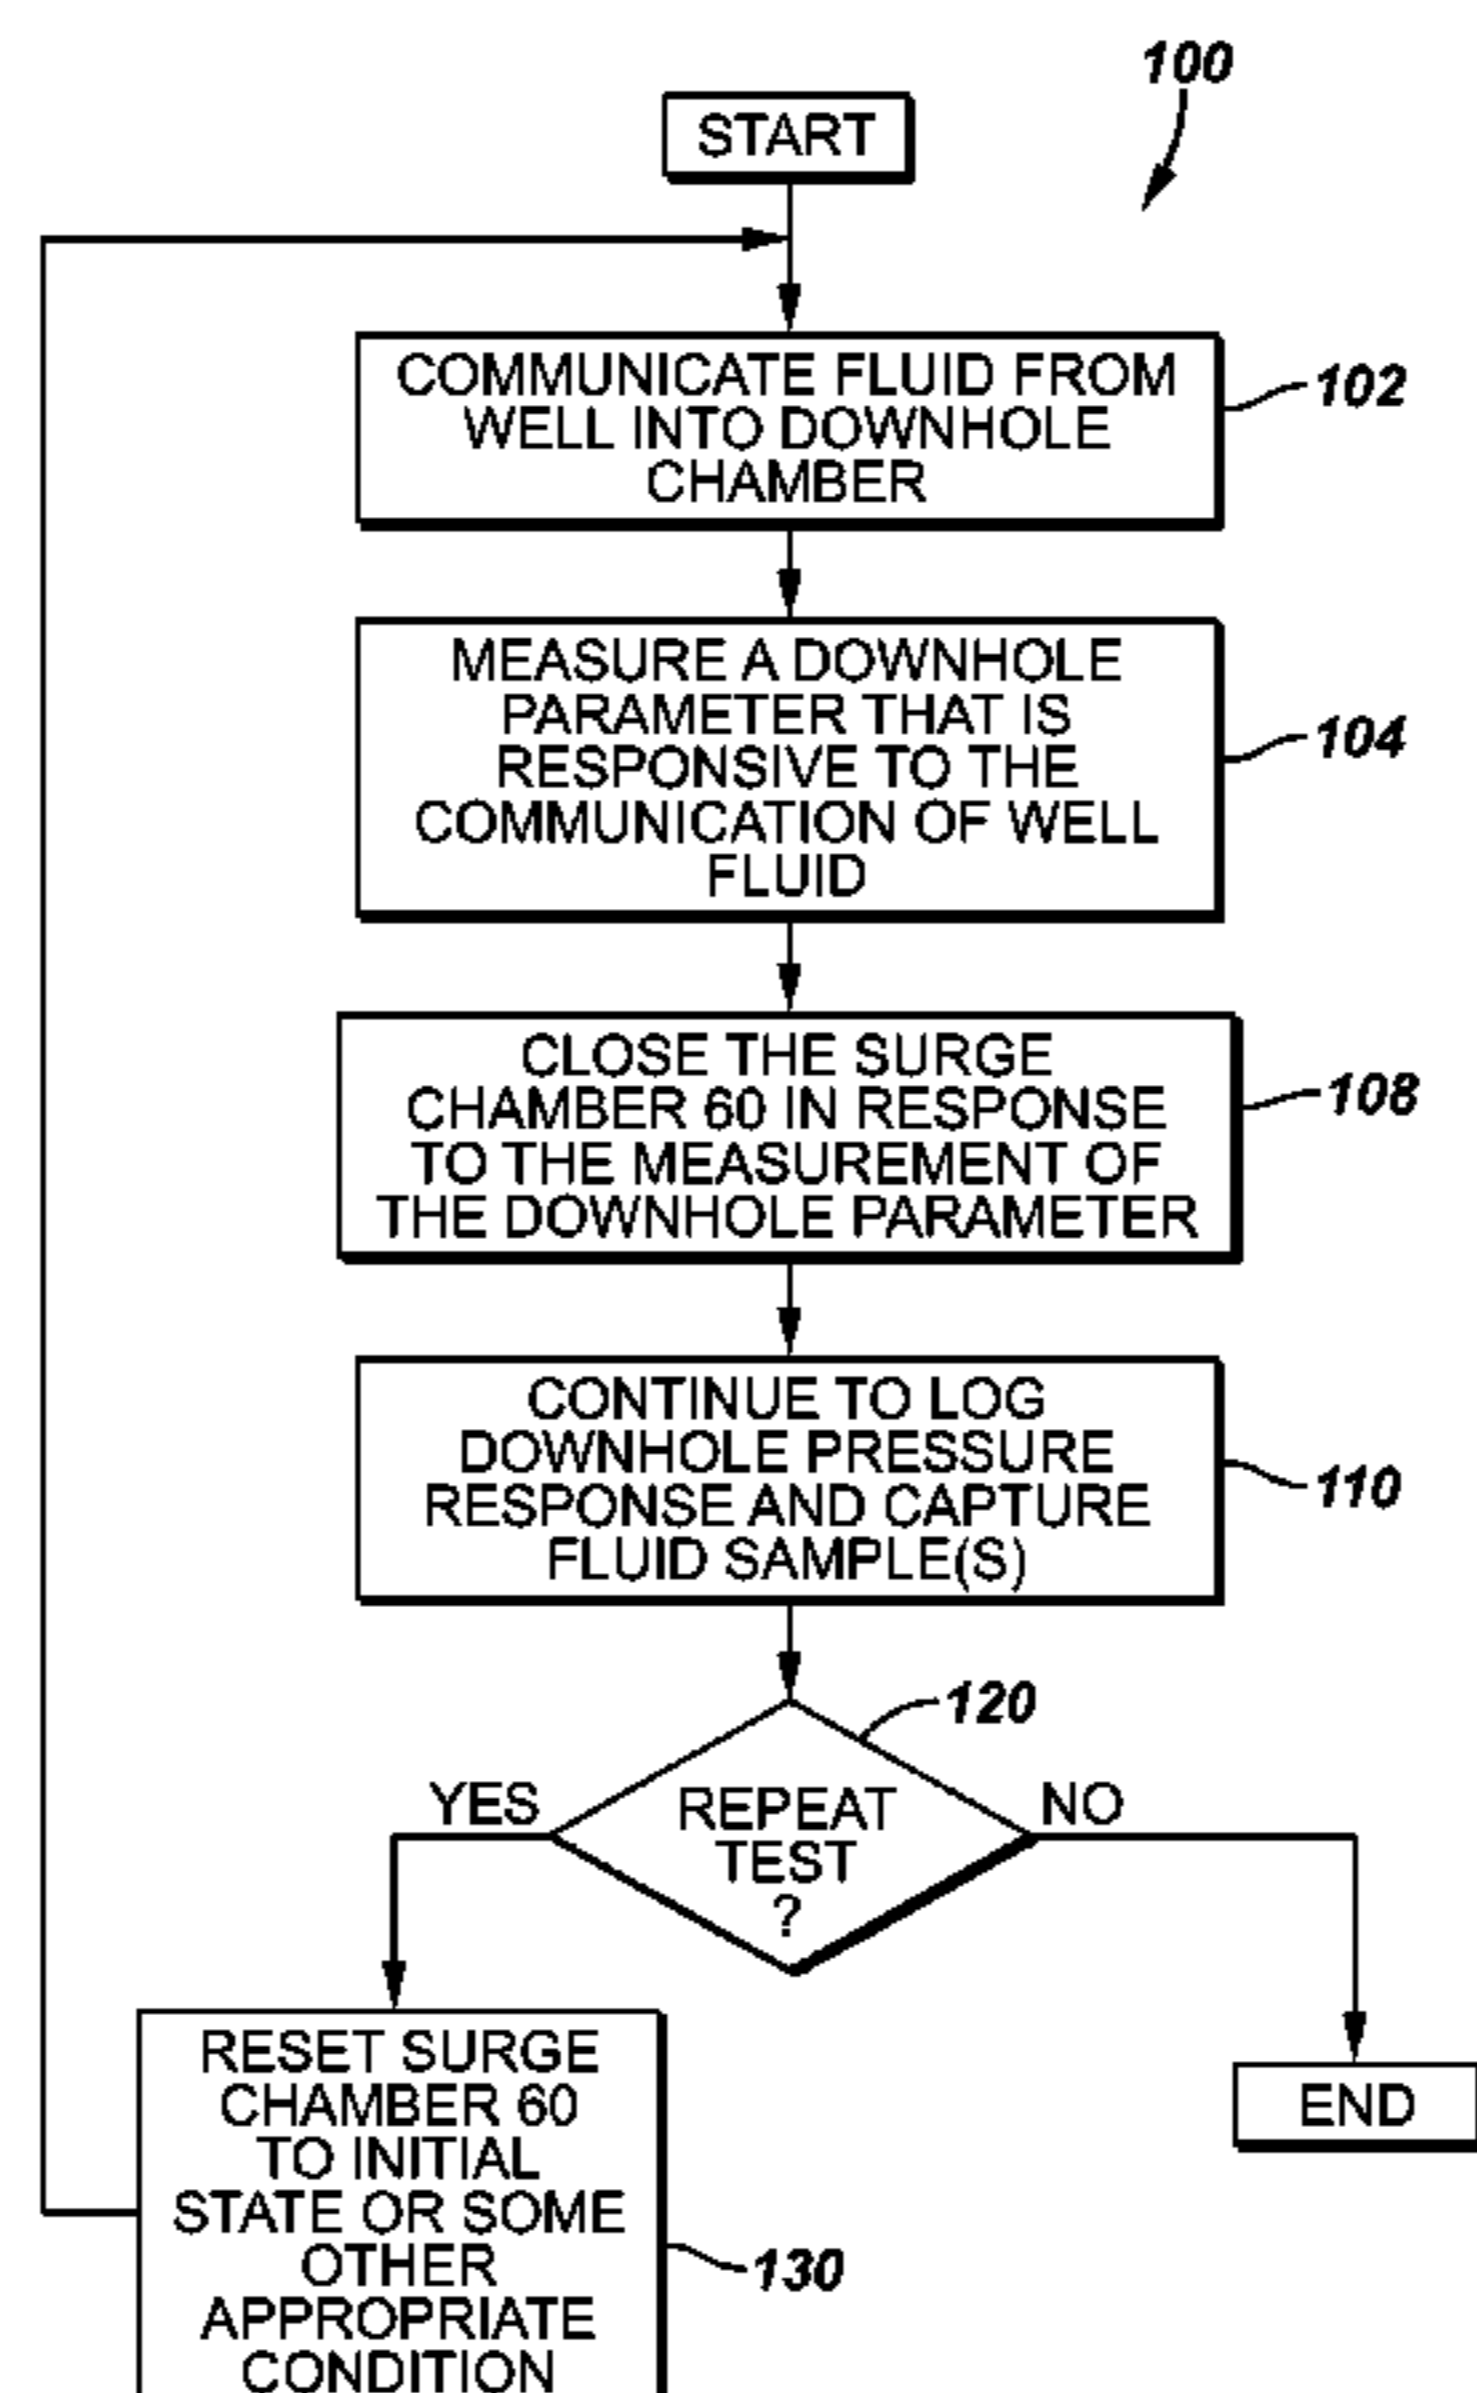 100
START
COMMUNICATE FLUID FROM
WELL INTO DOWNHOLE
CHAMBER
102
MEASURE A DOWNHOLE
PARAMETER THAT IS
RESPONSIVE TO THE
COMMUNICATION OF WELL
FLUID
104
CLOSE THE SURGE
CHAMBER 60 IN RESPONSE
TO THE MEASUREMENT OF
THE DOWNHOLE PARAMETER
108
CONTINUE TO LOG
DOWNHOLE PRESSURE
RESPONSE AND CAPTURE
FLUID SAMPLE(S)
110
120
YES
REPEAT
TEST
?
NO
RESET SURGE
CHAMBER 60
TO INITIAL
STATE OR SOME
OTHER
APPROPRIATE
CONDITION
130
END